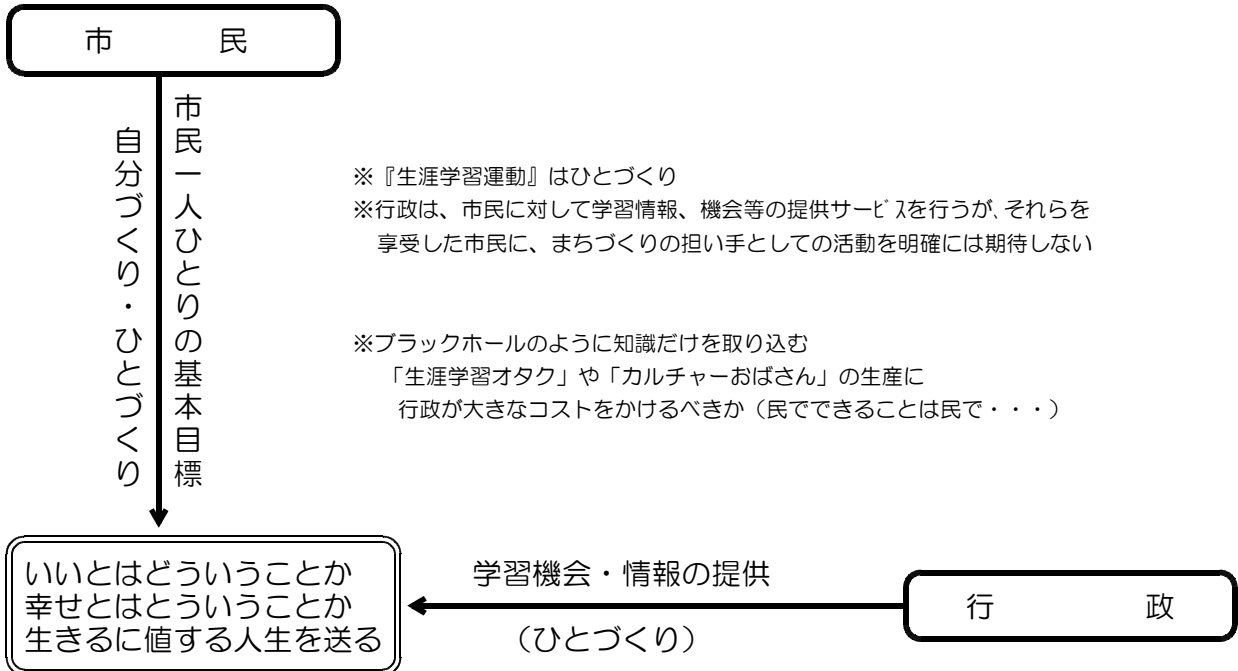 市　　　民
市民一人ひとりの基本目標
自分づくり・ひとづくり
※『生涯学習運動』はひとづくり
※行政は、市民に対して学習情報、機会等の提供サービスを行うが、それらを
享受した市民に、まちづくりの担い手としての活動を明確には期待しない
※ブラックホールのように知識だけを取り込む
「生涯学習オタク」や「カルチャーおばさん」の生産に
行政が大きなコストをかけるべきか（民でできることは民で・・・）
いいとはどういうことか
幸せとはとういうことか
生きるに値する人生を送る
学習機会・情報の提供
（ひとづくり）
行　　　政